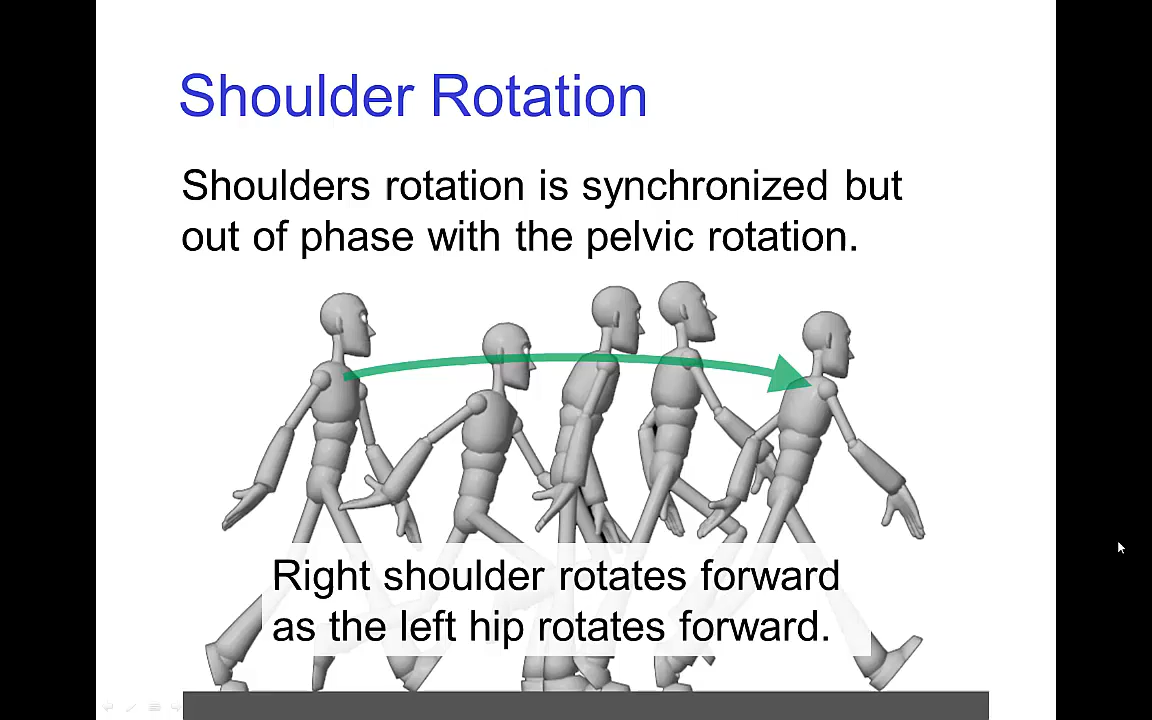 Shoulder Rotation
Shoulders rotation is synchronized but
out of phase with the pelvic rotation.
Right shoulder rotates forward
as the left hip rotates forward.